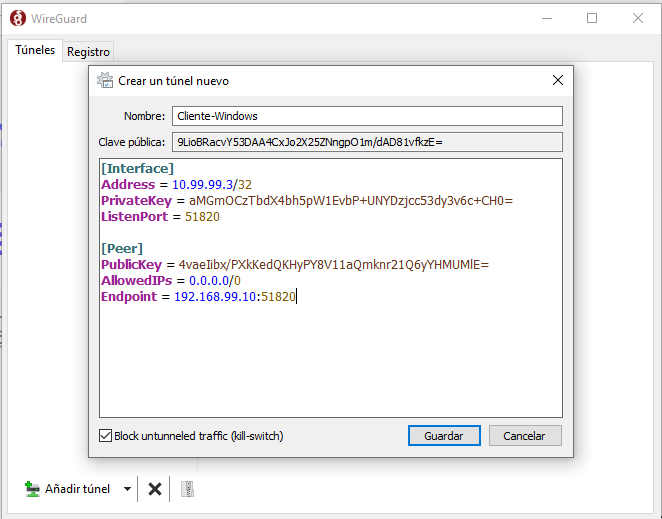 WireGuard
Túneles
Registro
Crear un túnel nuevo
Nombre: Cliente-Windows
Clave pública: 9LioBRacvY53DAA4CxJo2X25ZNngpO1m/dAD81vfkzE=
[Interface]
Address = 10.99.99.3/32
PrivateKey = aMGmOCzTbdX4bh5pW1EvbP+UNYDzjcc53dy3v6c+CH0=
ListenPort = 51820
[Peer]
PublicKey = 4vaeIibx/PXkKedQKHyPY8V11aQmknr21Q6yYHMUMlE=
AllowedIPs = 0.0.0.0/0
Endpoint = 192.168.99.10:51820
Block untunneled traffic (kill-switch)
Guardar
Cancelar
Añadir túnel